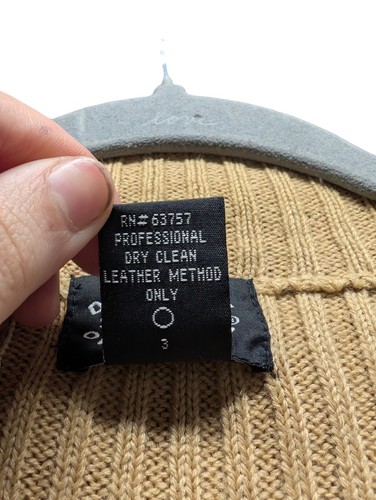 RN# 63757
PROFESSIONAL
DRY CLEAN
LEATHER METHOD
ONLY
3